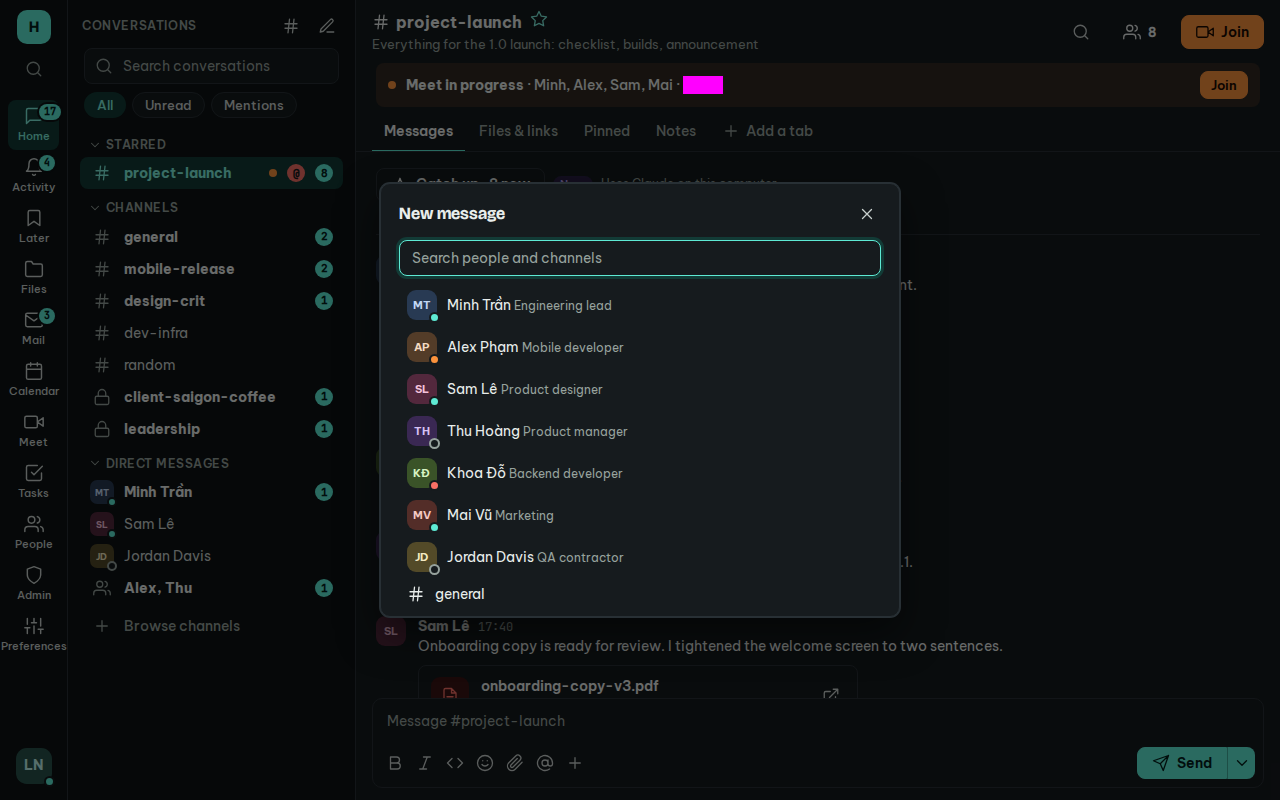 H
17
Home
4
Activity
Later
Files
3
Mail
Calendar
Meet
Tasks
People
Admin
Preferences
LN
CONVERSATIONS
Search conversations
All
Unread
Mentions
STARRED
project-launch
@
8
CHANNELS
general
2
mobile-release
2
design-crit
1
dev-infra
random
client-saigon-coffee
1
leadership
1
DIRECT MESSAGES
MT
Minh Trần
1
SL
Sam Lê
JD
Jordan Davis
Alex, Thu
1
Browse channels
project-launch
Everything for the 1.0 launch: checklist, builds, announcement
8
Join
Meet in progress · Minh, Alex, Sam, Mai ·
Join
Messages
Files & links
Pinned
Notes
Add a tab
New message
Search people and channels
MT
Minh Trần Engineering lead
AP
Alex Phạm Mobile developer
SL
Sam Lê Product designer
TH
Thu Hoàng Product manager
KĐ
Khoa Đỗ Backend developer
MV
Mai Vũ Marketing
JD
Jordan Davis QA contractor
general
SL
Sam Lê 17:40
Onboarding copy is ready for review. I tightened the welcome screen to two sentences.
onboarding-copy-v3.pdf
Message #project-launch
Send